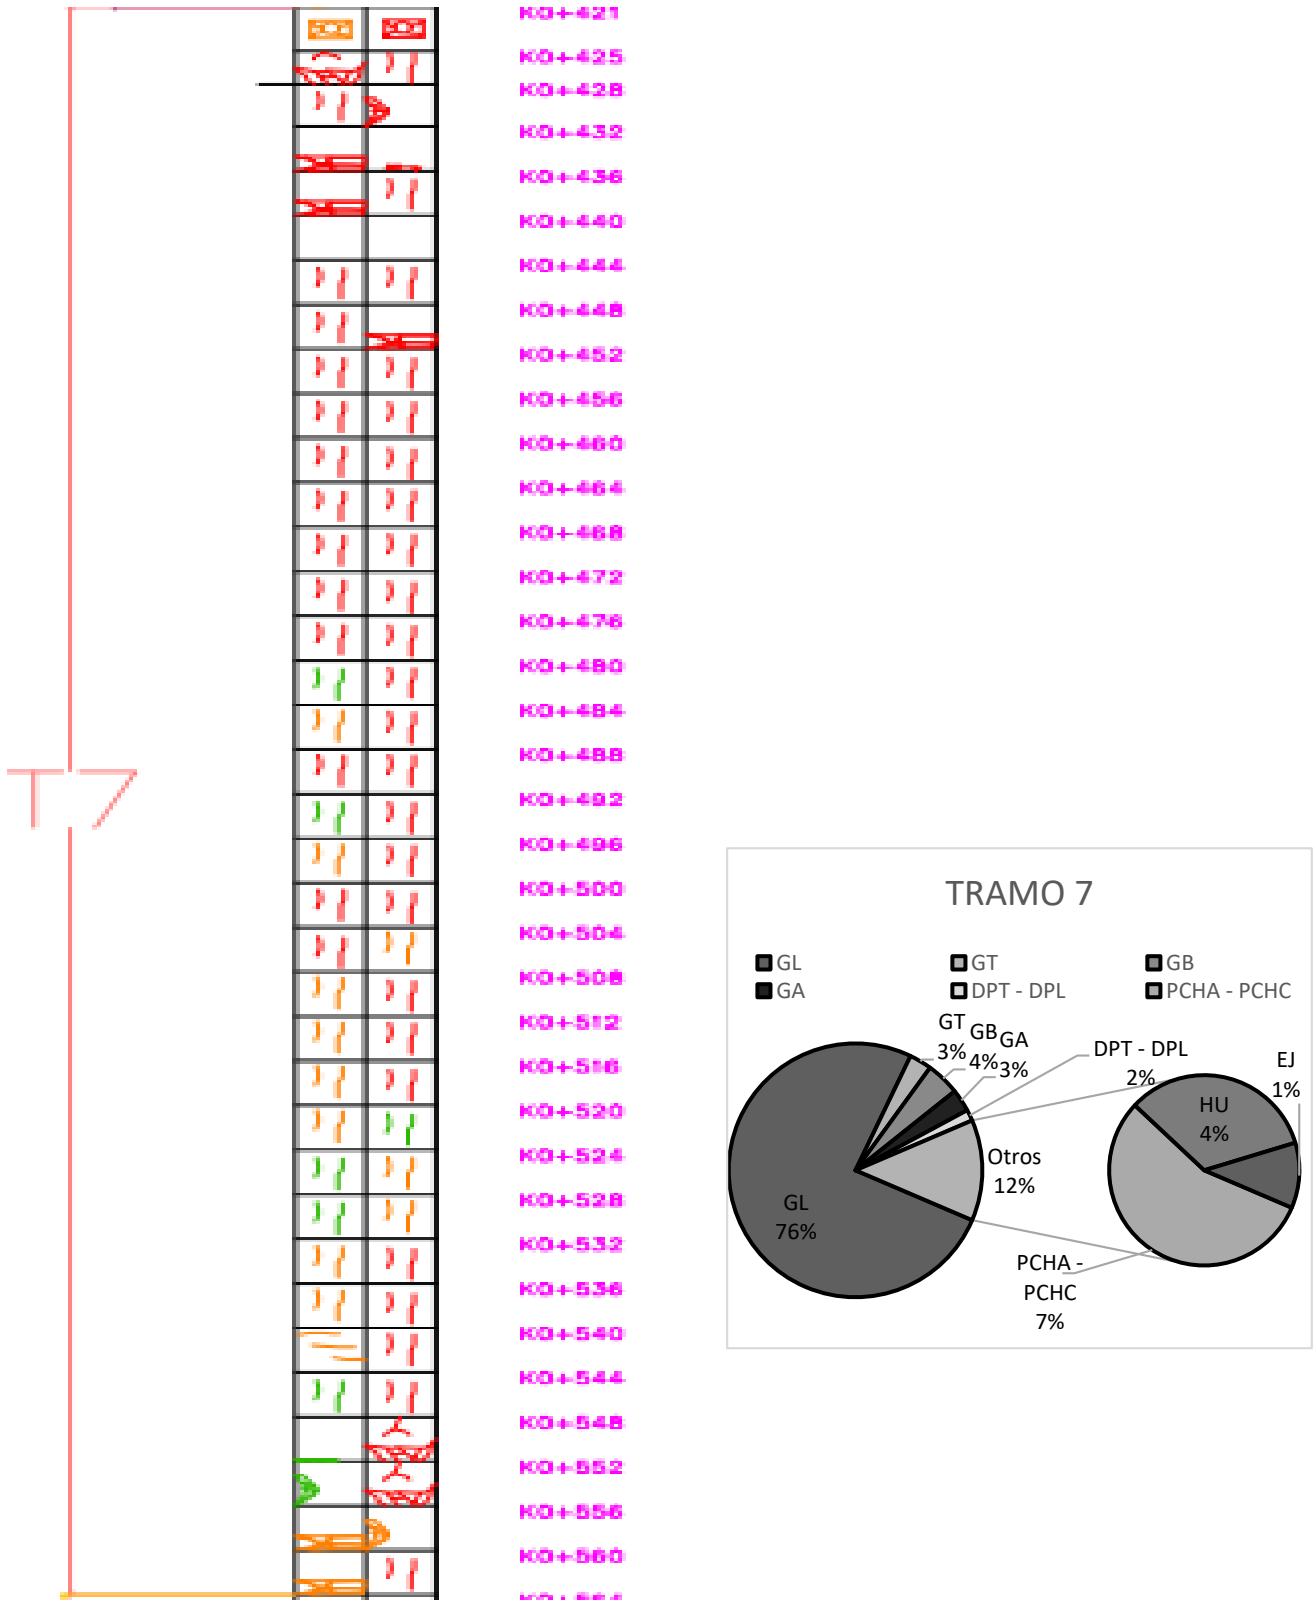 K0+421
K0+425
K0+428
K0+432
K0+436
K0+440
K0+444
K0+448
K0+452
K0+456
K0+460
K0+464
K0+468
K0+472
K0+476
K0+480
K0+484
K0+488
T7
K0+492
K0+496
K0+500
K0+504
K0+508
K0+512
K0+516
K0+520
K0+524
K0+528
K0+532
K0+536
K0+540
K0+544
K0+548
K0+552
K0+556
K0+560
TRAMO 7
GL GT GB
GA DPT - DPL PCHA - PCHC
GT
3%
GB
4%
GA
3%
DPT - DPL
2%
EJ
1%
HU
4%
Otros
12%
GL
76%
PCHA -
PCHC
7%